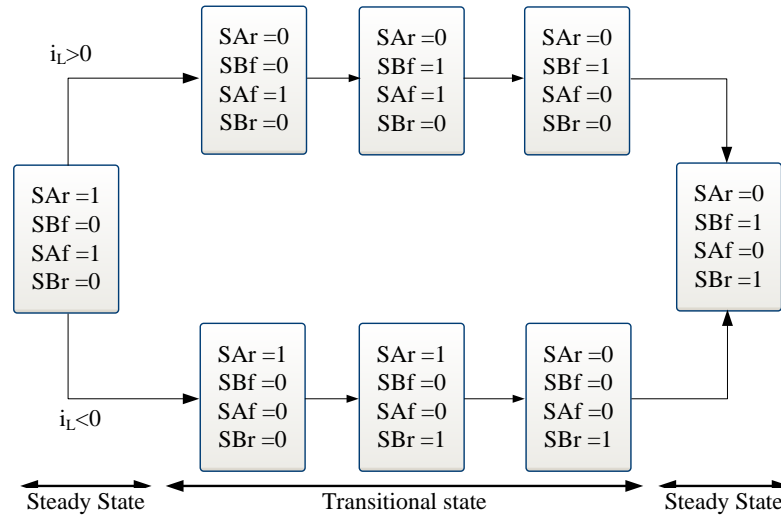 i_L>0
SAr =0
SBf =0
SAf =1
SBr =0
SAr =0
SBf =1
SAf =1
SBr =0
SAr =0
SBf =1
SAf =0
SBr =0
SAr =1
SBf =0
SAf =1
SBr =0
SAr =0
SBf =1
SAf =0
SBr =1
i_L<0
SAr =1
SBf =0
SAf =0
SBr =0
SAr =1
SBf =0
SAf =0
SBr =1
SAr =0
SBf =0
SAf =0
SBr =1
Steady State
Transitional state
Steady State